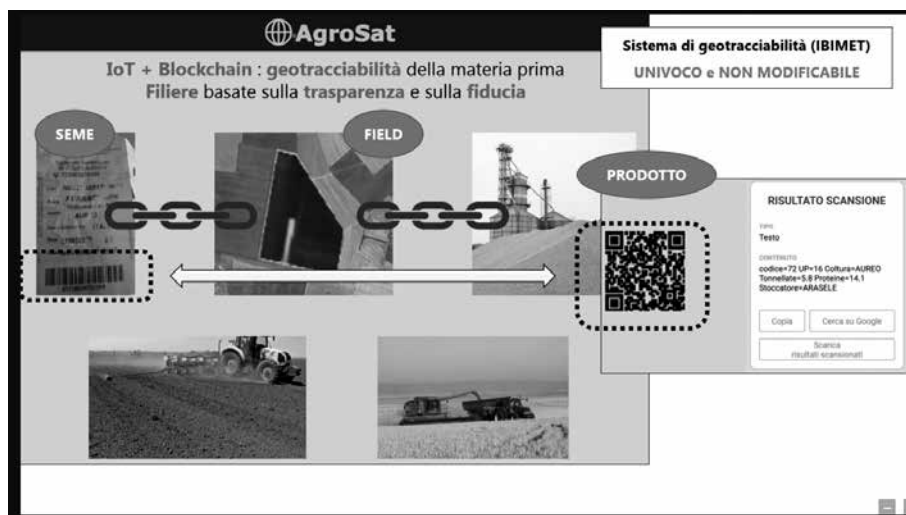 AgroSat
IoT + Blockchain : geotracciabilità della materia prima
Filiere basate sulla trasparenza e sulla fiducia
Sistema di geotracciabilità (IBIMET)
UNIVOCO e NON MODIFICABILE
SEME
FIELD
PRODOTTO
RISULTATO SCANSIONE
TIPO
Testo
CONTENUTO
codice=72 UP=16 Coltura=AUREO
Tonnellate=5.8 Proteine=14.1
Stoccatore=ARASELE
Copia
Cerca su Google
Scarica
risultati scansionati